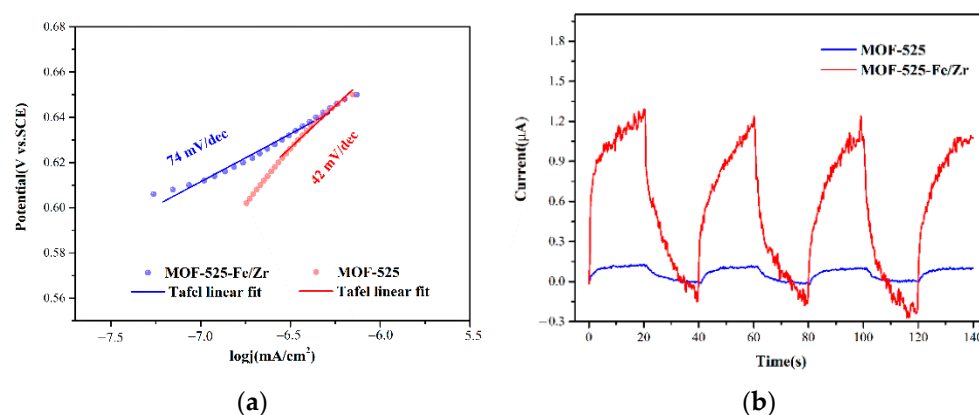 0.68
0.66
0.64
0.62
0.60
0.58
0.56
Potential(V vs.SCE)
74 mV/dec
42 mV/dec
MOF-525-Fe/Zr
MOF-525
Tafel linear fit
Tafel linear fit
−7.5
−7.0
−6.5
−6.0
5.5
logj(mA/cm²)
(a)
1.8
1.5
1.2
0.9
0.6
0.3
0.0
−0.3
Current(μA)
MOF-525
MOF-525-Fe/Zr
0
20
40
60
80
100
120
140
Time(s)
(b)